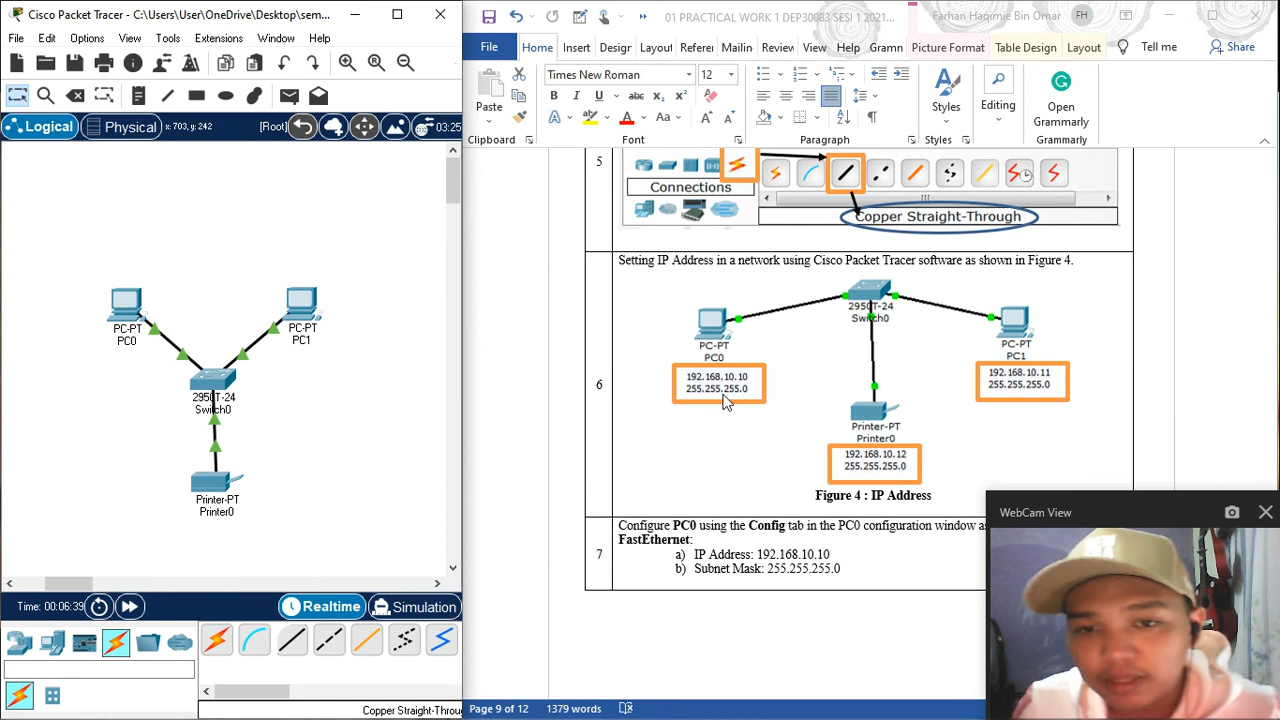 Cisco Packet Tracer - C:\Users\User\OneDrive\Desktop\sem...
File Edit Options View Tools Extensions Window Help
Logical Physical x: 703, y: 242 [Root] 03:25
PC-PT
PC0
PC-PT
PC1
2950T-24
Switch0
Printer-PT
Printer0
Time: 00:06:39 Realtime Simulation
Copper Straight-Throu
01 PRACTICAL WORK 1 DEP30083 SESI 1 2021... Farhan Haqimie Bin Omar FH
File Home Insert Design Layout Referen Mailin Review View Help Gramn Picture Format Table Design Layout Tell me Share
Times New Roman 12
Paste
Styles Editing Open Grammarly
Clipboard Font Paragraph Styles Grammarly
5
Connections
Copper Straight-Through
6
Setting IP Address in a network using Cisco Packet Tracer software as shown in Figure 4.
2950T-24
Switch0
PC-PT
PC0
192.168.10.10
255.255.255.0
PC-PT
PC1
192.168.10.11
255.255.255.0
Printer-PT
Printer0
192.168.10.12
255.255.255.0
Figure 4 : IP Address
7
Configure PC0 using the Config tab in the PC0 configuration window as
FastEthernet:
a) IP Address: 192.168.10.10
b) Subnet Mask: 255.255.255.0
WebCam View
Page 9 of 12 1379 words